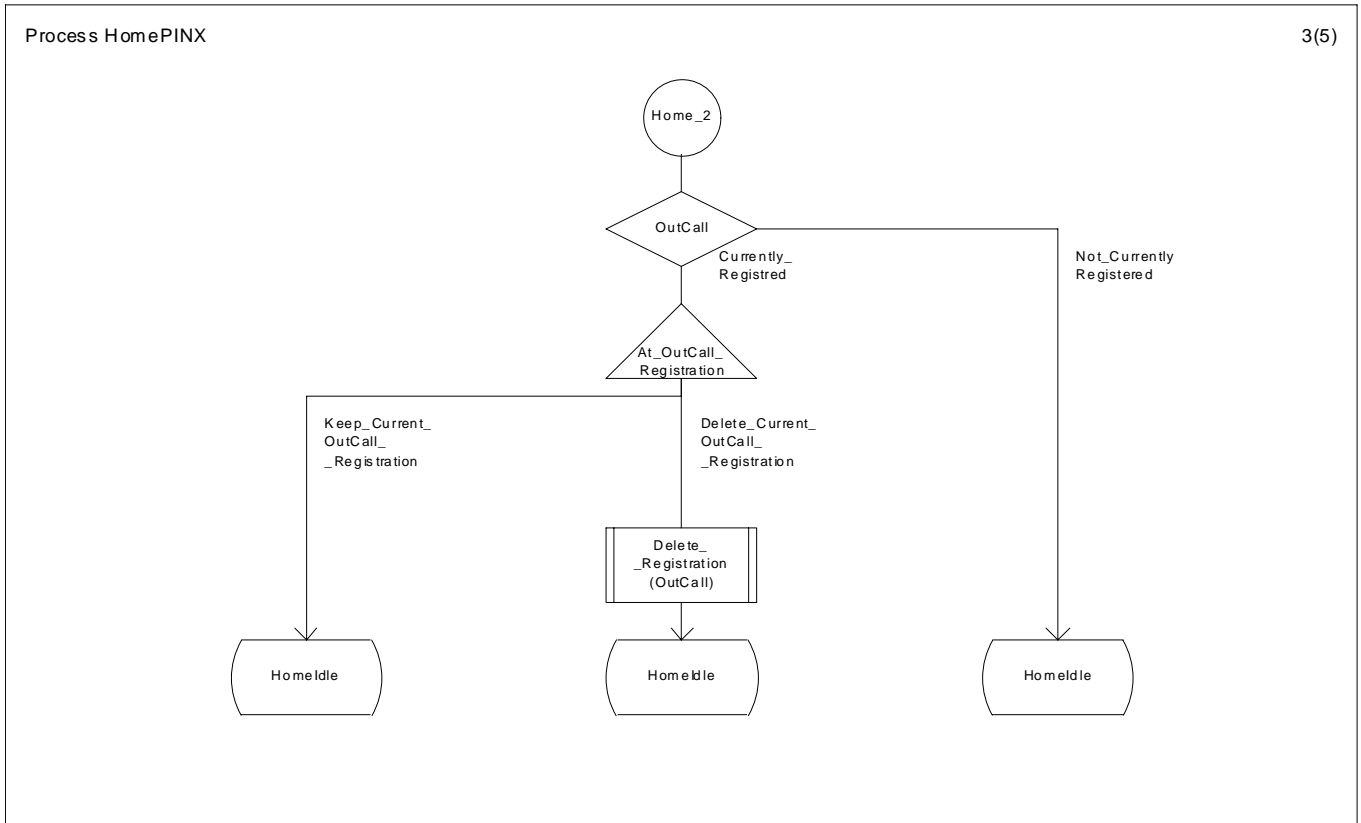 Process HomePINX
3(5)
Home_2
OutCall
Currently_
Registred
Not_Currently
Registered
At_OutCall_
Registration
Keep_Current_
OutCall_
_Registration
Delete_Current_
OutCall_
_Registration
Delete_
_Registration
(OutCall)
HomeIdle
HomeIdle
HomeIdle